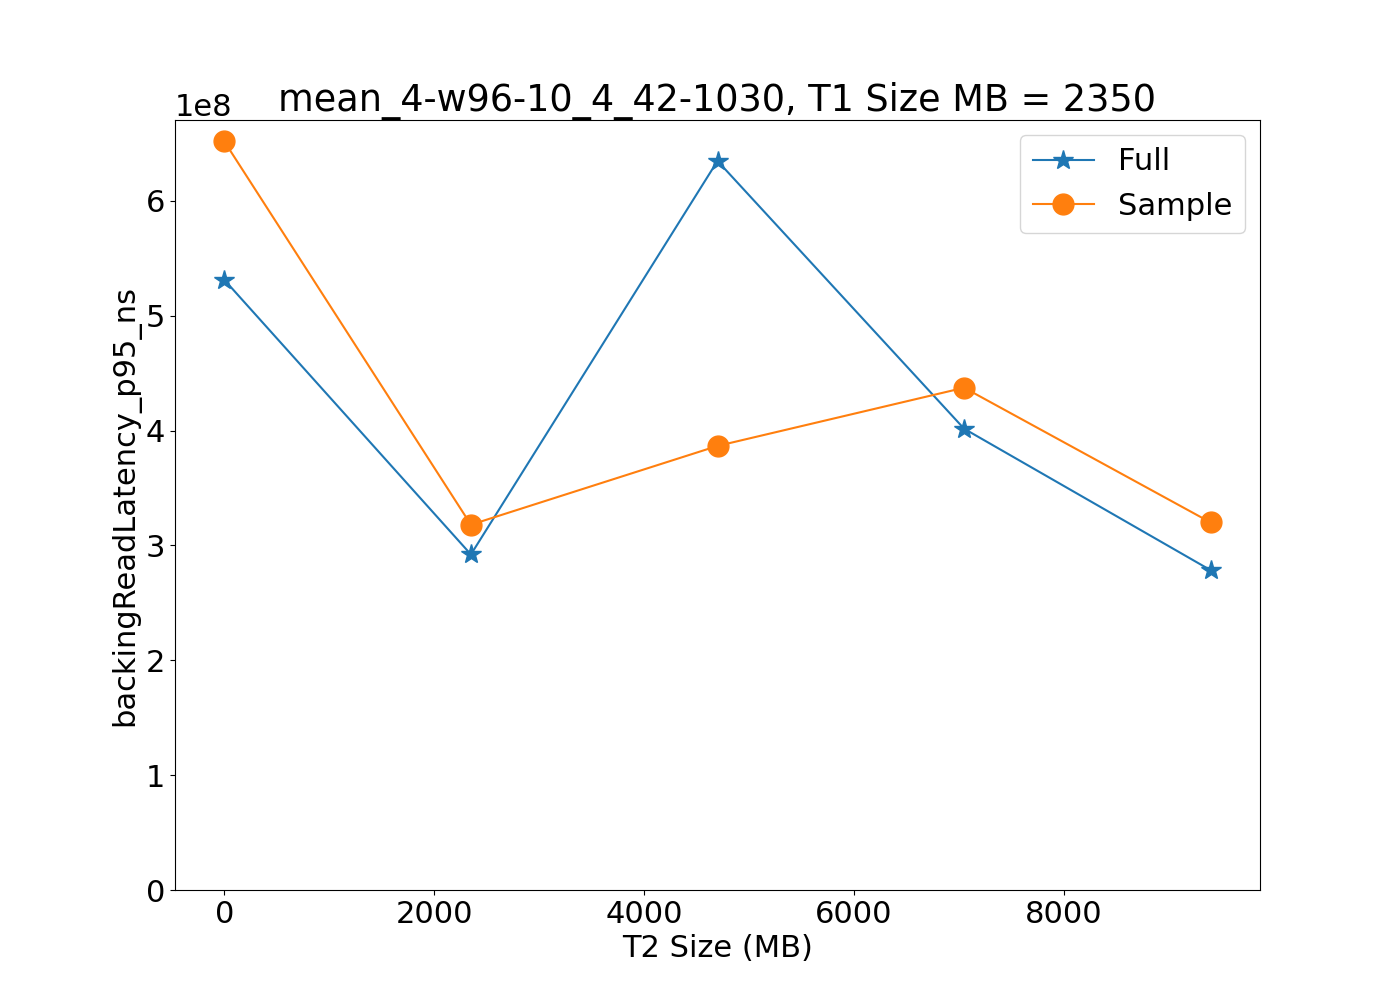 mean_4-w96-10_4_42-1030, T1 Size MB = 2350
1e8
Full
Sample
6
5
4
3
2
1
0
backingReadLatency_p95_ns
0 2000 4000 6000 8000
T2 Size (MB)